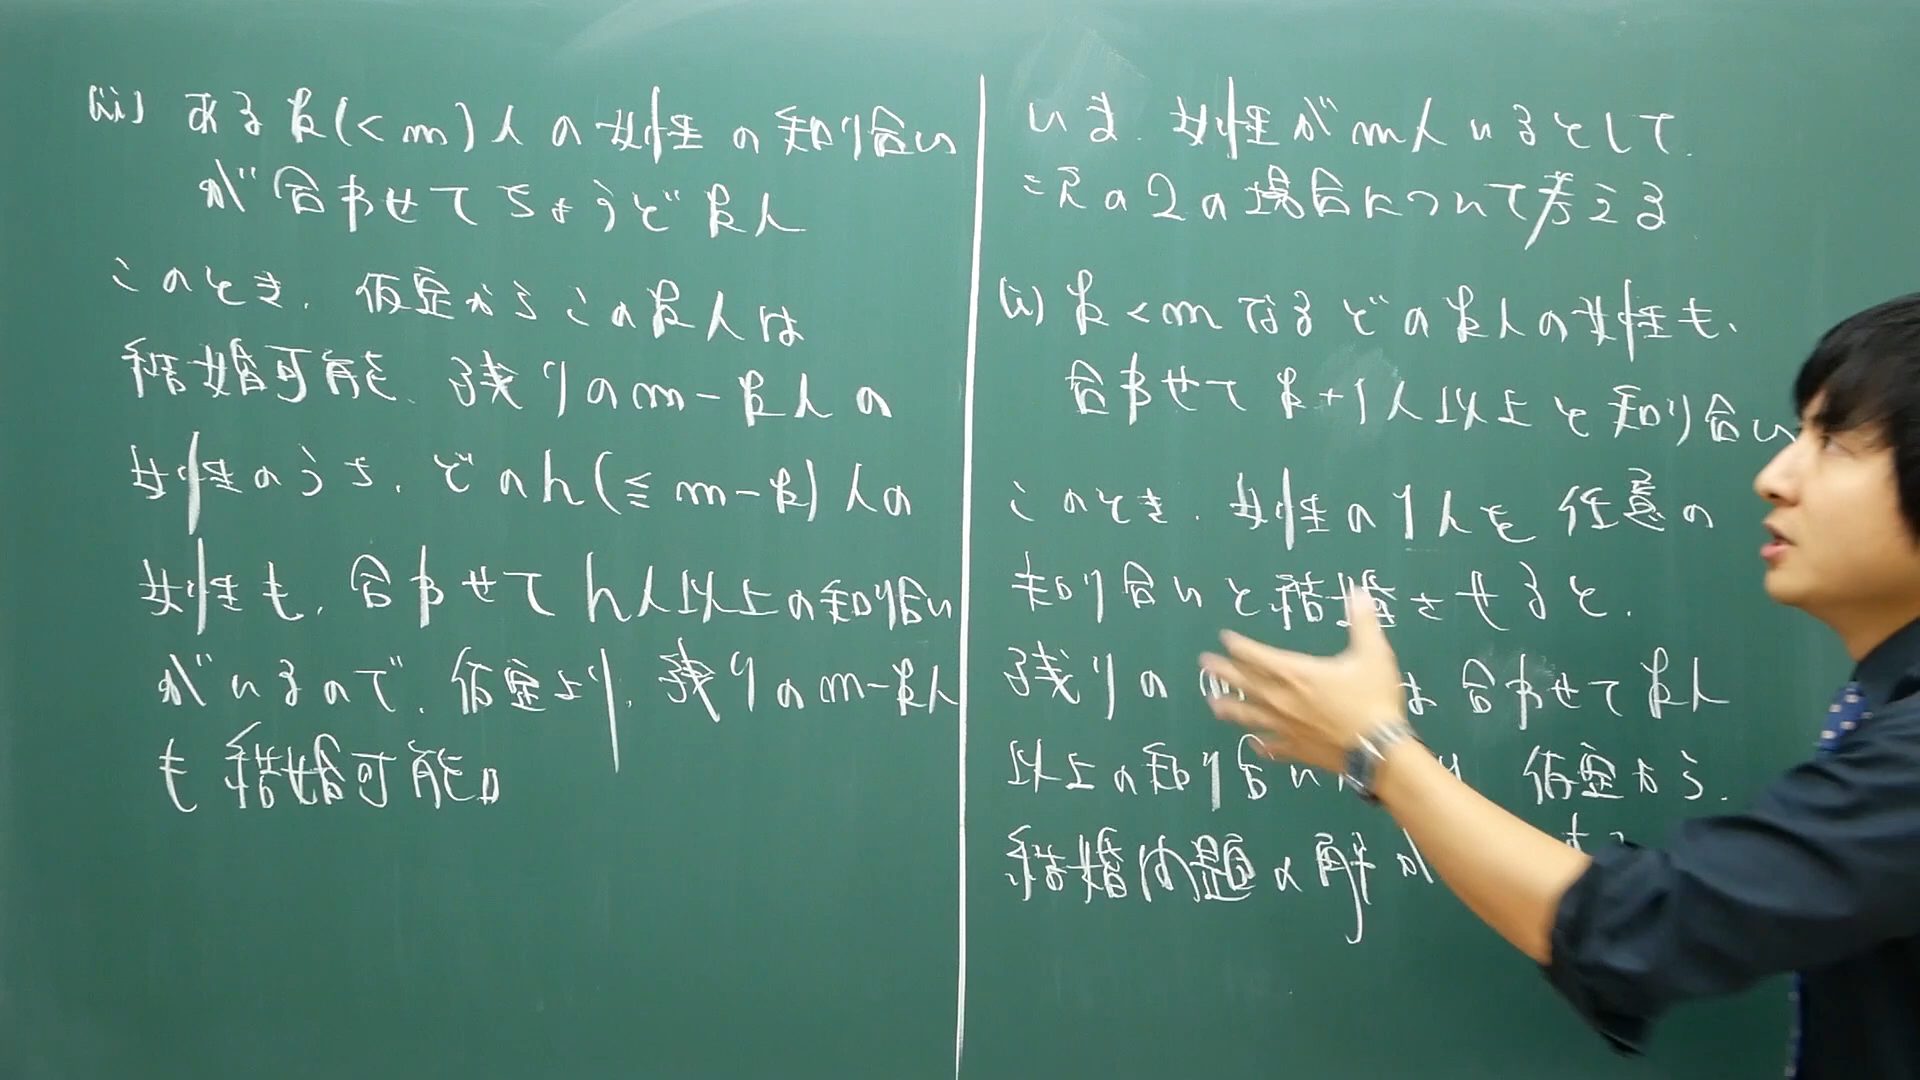 (ii) ある k(<m)人の女性の知り合い
が合わせてちょうど k人
このとき、仮定からこの k人は
結婚可能、残りの m-k人の
女性のうち、どの h(≦ m-k)人の
女性も、合わせて h人以上の知り合い
がいるので、仮定より、残りの m-k人
も結婚可能。
いま、女性が m人いるとして、
次の2つの場合について考える
(i) k<m なるどの k人の女性も、
合わせて k+1人以上と知り合い
このとき、女性の1人を任意の
知り合いと結婚させると、
残りの は合わせて k人
以上の知り合い 仮定から、
結婚問題の解が